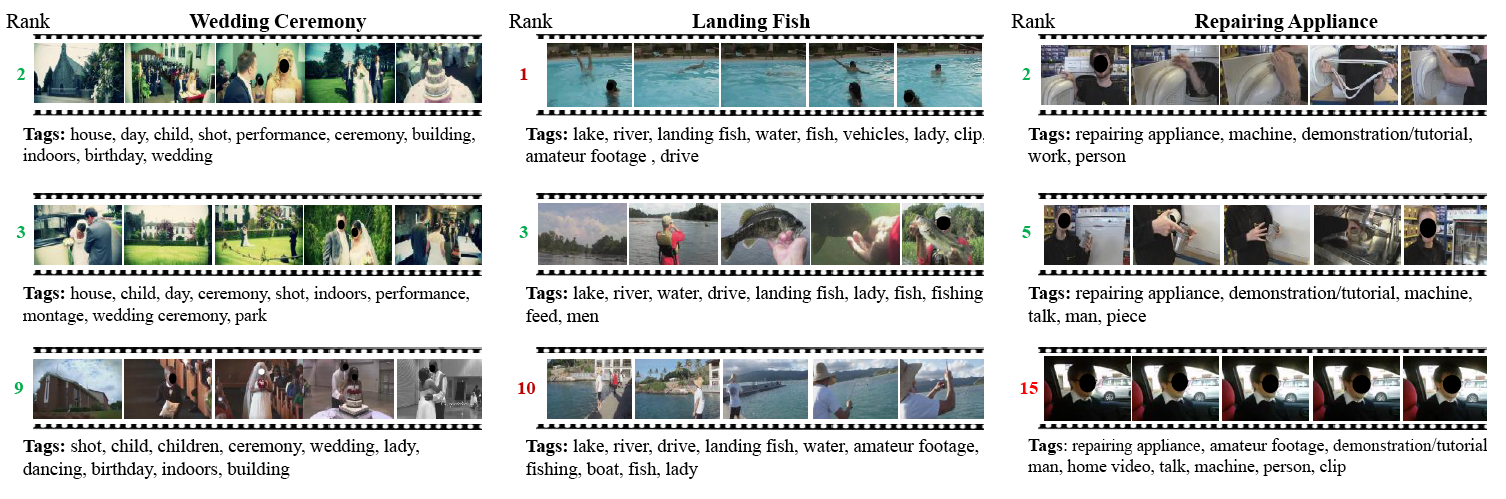 Rank Wedding Ceremony
2
Tags: house, day, child, shot, performance, ceremony, building,
indoors, birthday, wedding
3
Tags: house, child, day, ceremony, shot, indoors, performance,
montage, wedding ceremony, park
9
Tags: shot, child, children, ceremony, wedding, lady,
dancing, birthday, indoors, building
Rank Landing Fish
1
Tags: lake, river, landing fish, water, fish, vehicles, lady, clip,
amateur footage , drive
3
Tags: lake, river, water, drive, landing fish, lady, fish, fishing
feed, men
10
Tags: lake, river, drive, landing fish, water, amateur footage,
fishing, boat, fish, lady
Rank Repairing Appliance
2
Tags: repairing appliance, machine, demonstration/tutorial,
work, person
5
Tags: repairing appliance, demonstration/tutorial, machine,
talk, man, piece
15
Tags: repairing appliance, amateur footage, demonstration/tutorial
man, home video, talk, machine, person, clip